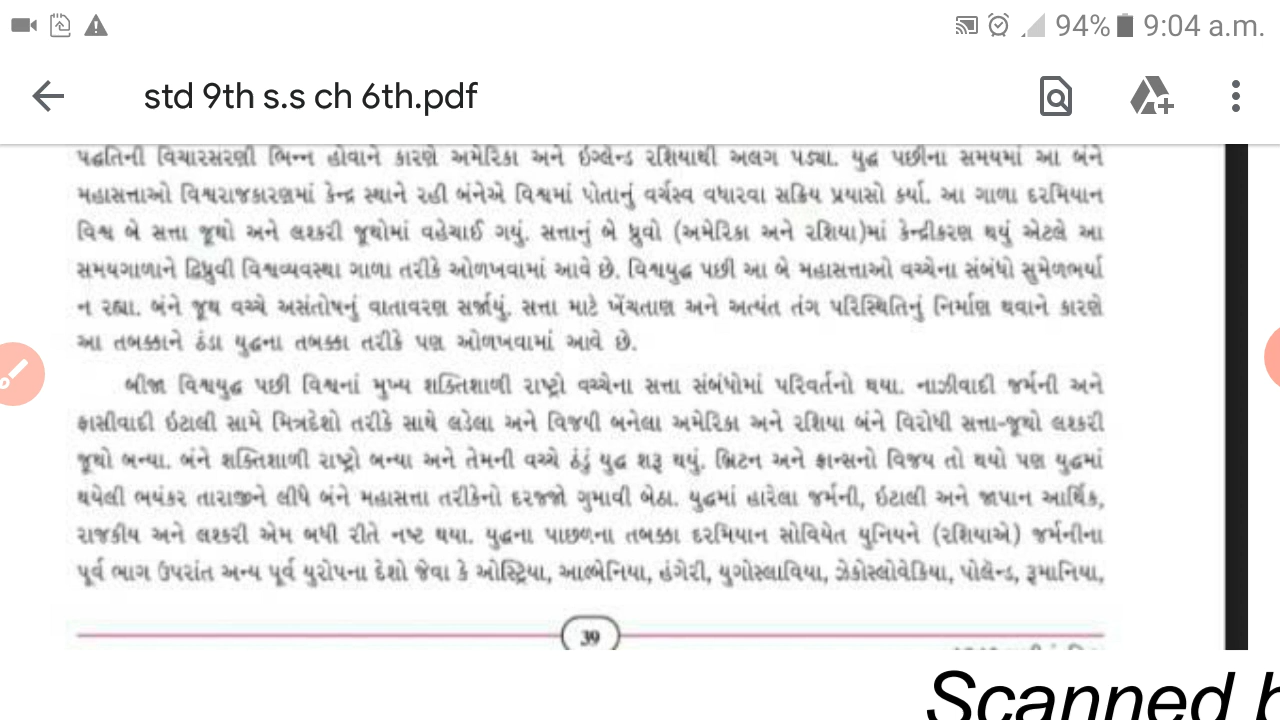 94% 9:04 a.m.
std 9th s.s ch 6th.pdf
પદ્ધતિની વિચારસરણી ભિન્ન હોવાને કારણે અમેરિકા અને ઇંગ્લેન્ડ રશિયાથી અલગ પડ્યા. યુદ્ધ પછીના સમયમાં આ બંને
મહાસત્તાઓ વિશ્વરાજકારણમાં કેન્દ્ર સ્થાને રહી બંનેએ વિશ્વમાં પોતાનું વર્ચસ્વ વધારવા સક્રિય પ્રયાસો કર્યા. આ ગાળા દરમિયાન
વિશ્વ બે સત્તા જૂથો અને લશ્કરી જૂથોમાં વહેચાઈ ગયું. સત્તાનું બે ધ્રુવો (અમેરિકા અને રશિયા)માં કેન્દ્રીકરણ થયું એટલે આ
સમયગાળાને દ્વિધ્રુવી વિશ્વવ્યવસ્થા ગાળા તરીકે ઓળખવામાં આવે છે. વિશ્વયુદ્ધ પછી આ બે મહાસત્તાઓ વચ્ચેના સંબંધો સુમેળભર્યા
ન રહ્યા. બંને જૂથ વચ્ચે અસંતોષનું વાતાવરણ સર્જાયું. સત્તા માટે ખેંચતાણ અને અત્યંત તંગ પરિસ્થિતિનું નિર્માણ થવાને કારણે
આ તબક્કાને ઠંડા યુદ્ધના તબક્કા તરીકે પણ ઓળખવામાં આવે છે.
બીજા વિશ્વયુદ્ધ પછી વિશ્વનાં મુખ્ય શક્તિશાળી રાષ્ટ્રો વચ્ચેના સત્તા સંબંધોમાં પરિવર્તનો થયા. નાઝીવાદી જર્મની અને
ફાસીવાદી ઇટાલી સામે મિત્રદેશો તરીકે સાથે લડેલા અને વિજયી બનેલા અમેરિકા અને રશિયા બંને વિરોધી સત્તા-જૂથો લશ્કરી
જૂથો બન્યા. બંને શક્તિશાળી રાષ્ટ્રો બન્યા અને તેમની વચ્ચે ઠંડું યુદ્ધ શરૂ થયું. બ્રિટન અને ફ્રાન્સનો વિજય તો થયો પણ યુદ્ધમાં
થયેલી ભયંકર તારાજીને લીધે બંને મહાસત્તા તરીકેનો દરજ્જો ગુમાવી બેઠા. યુદ્ધમાં હારેલા જર્મની, ઇટાલી અને જાપાન આર્થિક,
રાજકીય અને લશ્કરી એમ બધી રીતે નષ્ટ થયા. યુદ્ધના પાછળના તબક્કા દરમિયાન સોવિયેત યુનિયને (રશિયાએ) જર્મનીના
પૂર્વ ભાગ ઉપરાંત અન્ય પૂર્વ યુરોપના દેશો જેવા કે ઓસ્ટ્રિયા, આલ્બેનિયા, હંગેરી, યુગોસ્લાવિયા, ઝેકોસ્લોવેકિયા, પોલેન્ડ, રૂમાનિયા,
39
Scanned b